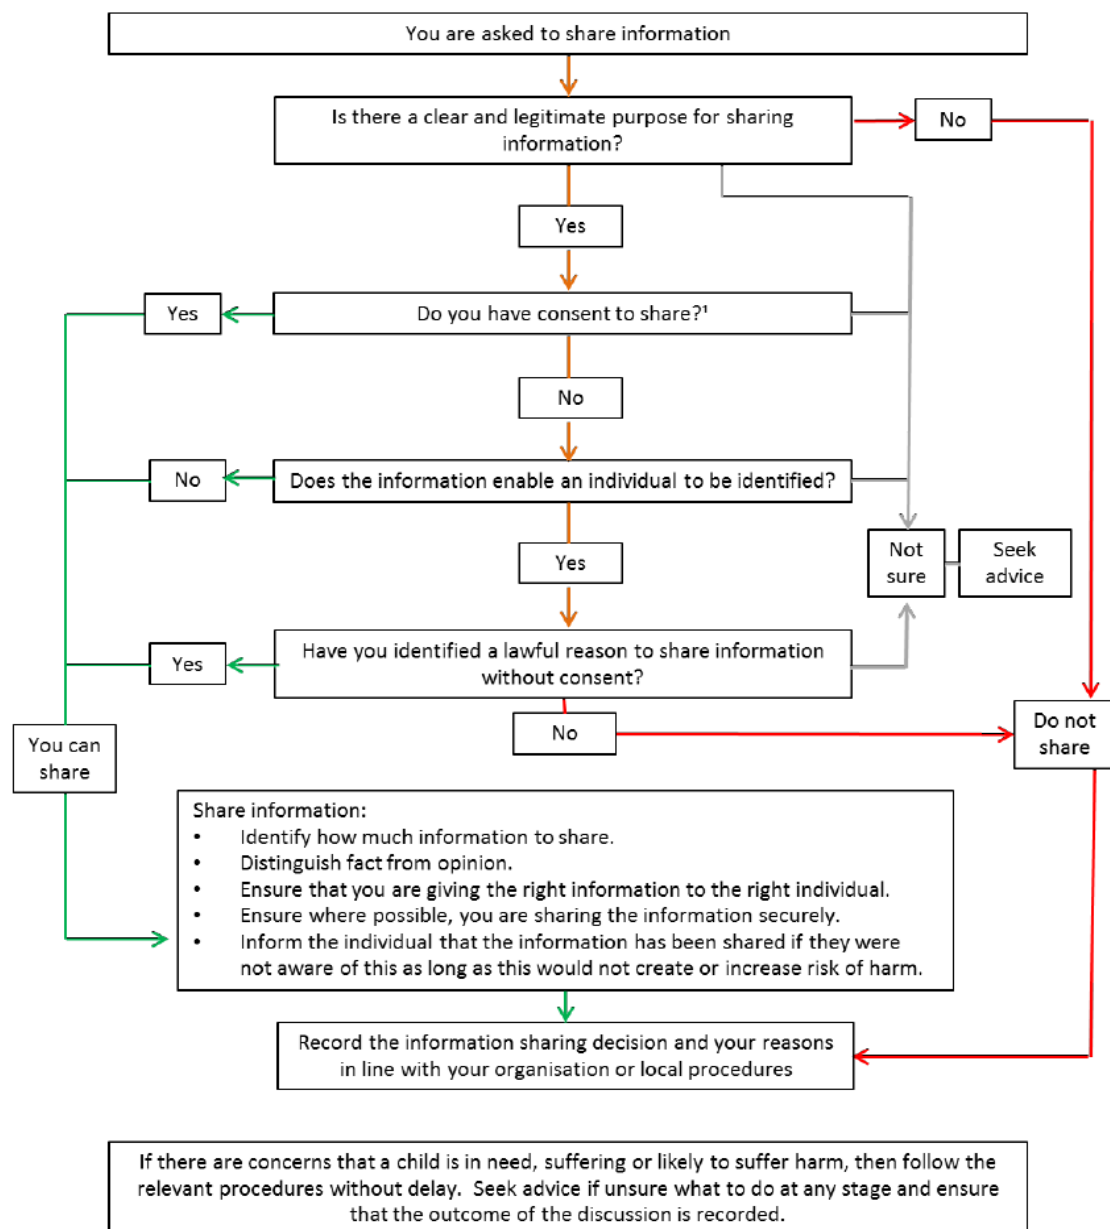 You are asked to share information
Is there a clear and legitimate purpose for sharing
information?
No
Yes
Yes
Do you have consent to share?¹
No
No
Does the information enable an individual to be identified?
Yes
Not
sure
Seek
advice
Yes
Have you identified a lawful reason to share information
without consent?
No
Do not
share
You can
share
Share information:
• Identify how much information to share.
• Distinguish fact from opinion.
• Ensure that you are giving the right information to the right individual.
• Ensure where possible, you are sharing the information securely.
• Inform the individual that the information has been shared if they were
not aware of this as long as this would not create or increase risk of harm.
Record the information sharing decision and your reasons
in line with your organisation or local procedures
If there are concerns that a child is in need, suffering or likely to suffer harm, then follow the
relevant procedures without delay.  Seek advice if unsure what to do at any stage and ensure
that the outcome of the discussion is recorded.